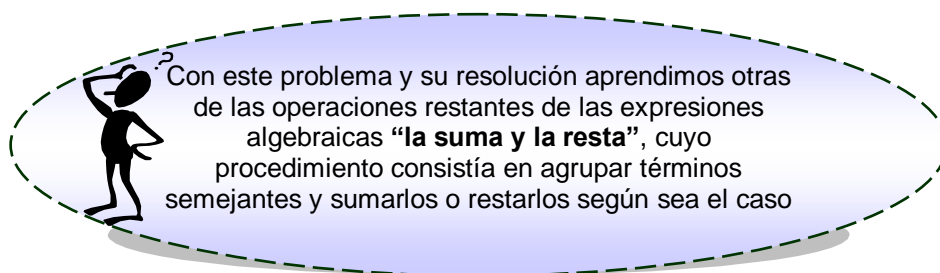 ?
Con este problema y su resolución aprendimos otras
de las operaciones restantes de las expresiones
algebraicas “la suma y la resta”, cuyo
procedimiento consistía en agrupar términos
semejantes y sumarlos o restarlos según sea el caso